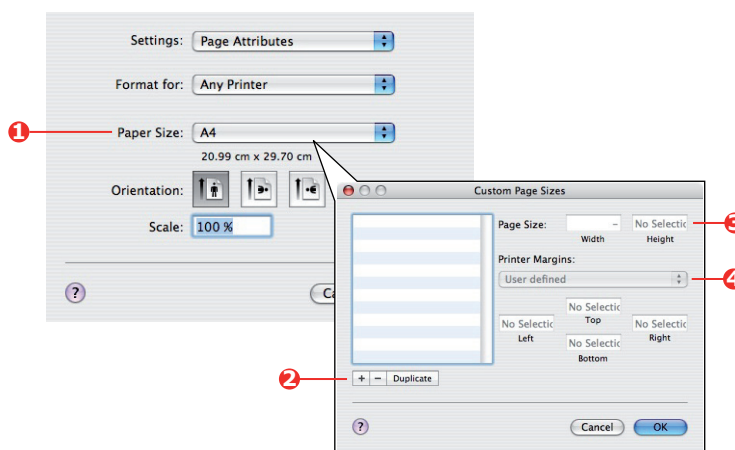 Settings: Page Attributes
Format for: Any Printer
1 Paper Size: A4
20.99 cm x 29.70 cm
Orientation:
Scale: 100 %
?
Custom Page Sizes
Page Size: – No Selectic 3
Width Height
Printer Margins:
User defined 4
No Selectic
Top
No Selectic No Selectic
Left Right
No Selectic
Bottom
2 + − Duplicate
? Cancel OK